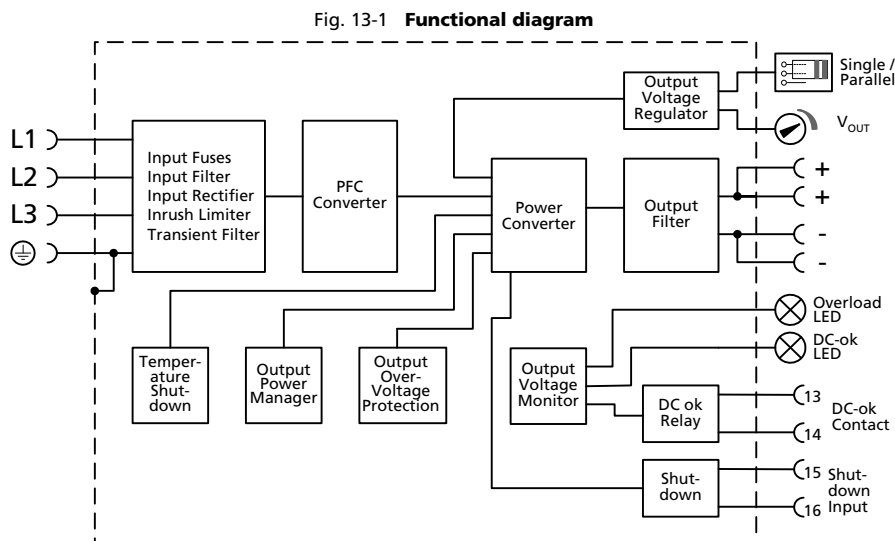 Fig. 13-1 Functional diagram
Single /
Parallel
Output
Voltage
Regulator
VOUT
L1
L2
L3
Input Fuses
Input Filter
Input Rectifier
Inrush Limiter
Transient Filter
PFC
Converter
Power
Converter
Output
Filter
+
+
-
-
Temper-
ature
Shut-
down
Output
Power
Manager
Output
Over-
Voltage
Protection
Output
Voltage
Monitor
Overload
LED
DC-ok
LED
DC ok
Relay
13
14
DC-ok
Contact
Shut-
down
15
16
Shut-
down
Input